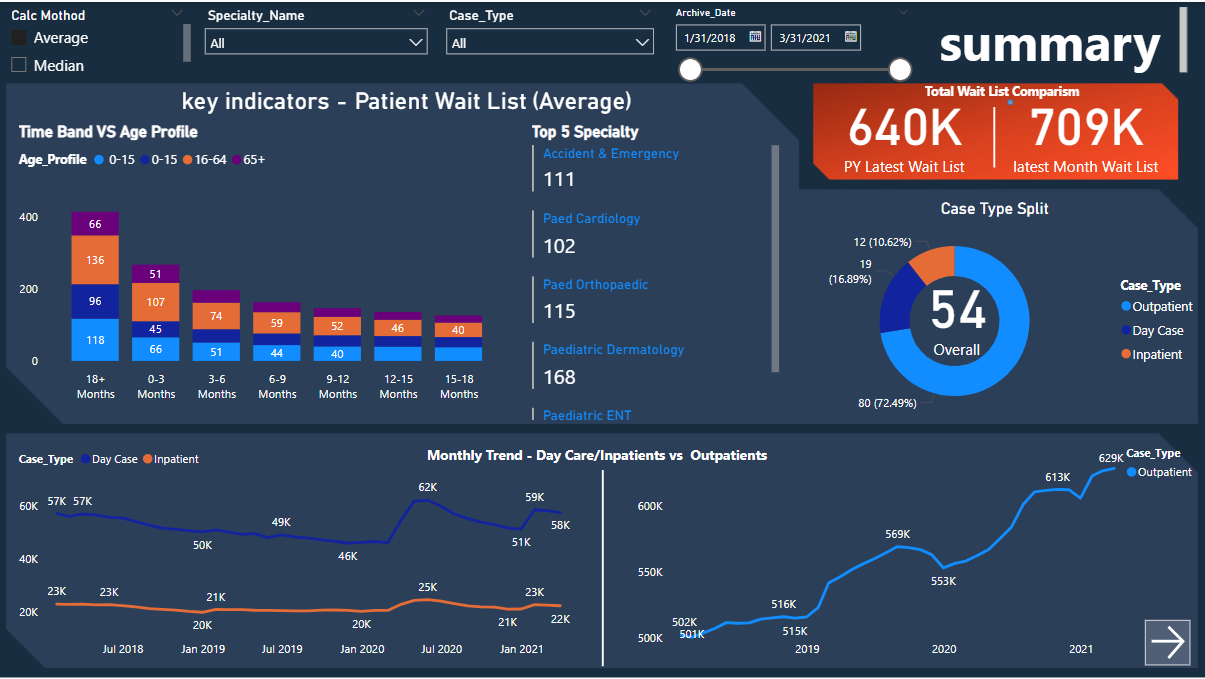 Calc Mothod
Average
Median
Specialty_Name
All
Case_Type
All
Archive_Date
1/31/2018
3/31/2021
summary
key indicators - Patient Wait List (Average)
Time Band VS Age Profile
Age_Profile 0-15 0-15 16-64 65+
400
200
0
66
136
96
118
51
107
45
66
74
51
59
44
52
40
46
40
18+ Months
0-3 Months
3-6 Months
6-9 Months
9-12 Months
12-15 Months
15-18 Months
Top 5 Specialty
Accident & Emergency
111
Paed Cardiology
102
Paed Orthopaedic
115
Paediatric Dermatology
168
Paediatric ENT
Total Wait List Comparism
640K
PY Latest Wait List
709K
latest Month Wait List
Case Type Split
12 (10.62%)
19
(16.89%)
54
Overall
80 (72.49%)
Case_Type
Outpatient
Day Case
Inpatient
Monthly Trend - Day Care/Inpatients vs Outpatients
Case_Type Day Case Inpatient
60K
40K
20K
57K
57K
50K
49K
46K
62K
51K
59K
58K
23K
23K
20K
21K
20K
25K
21K
23K
22K
Jul 2018
Jan 2019
Jul 2019
Jan 2020
Jul 2020
Jan 2021
Case_Type
Outpatient
600K
550K
500K
502K
501K
516K
515K
569K
553K
613K
629K
2019
2020
2021